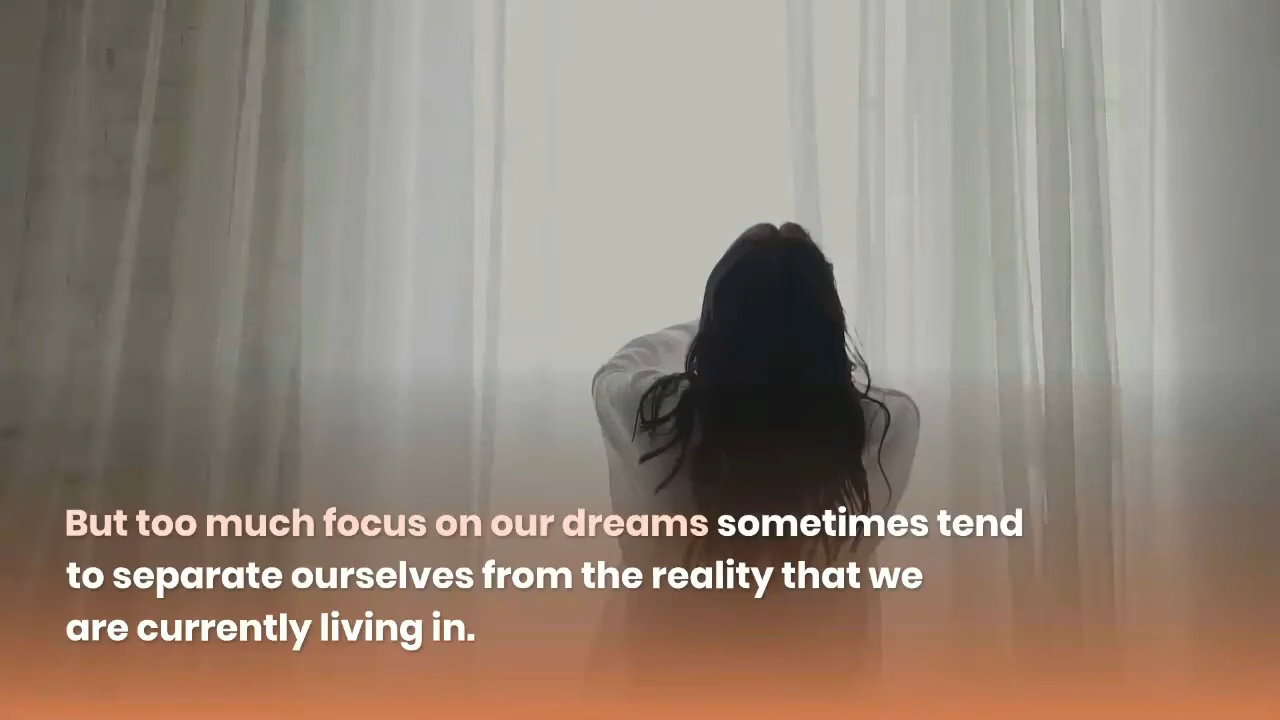 But too much focus on our dreams sometimes tend
to separate ourselves from the reality that we
are currently living in.